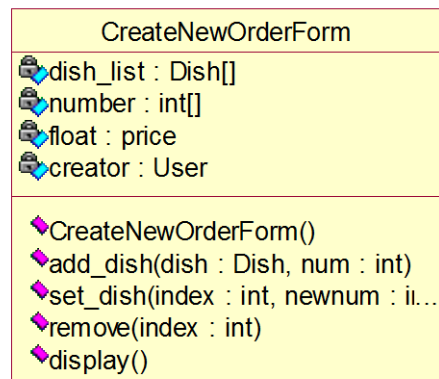 CreateNewOrderForm
dish_list : Dish[]
number : int[]
float : price
creator : User
CreateNewOrderForm()
add_dish(dish : Dish, num : int)
set_dish(index : int, newnum : ii...
remove(index : int)
display()